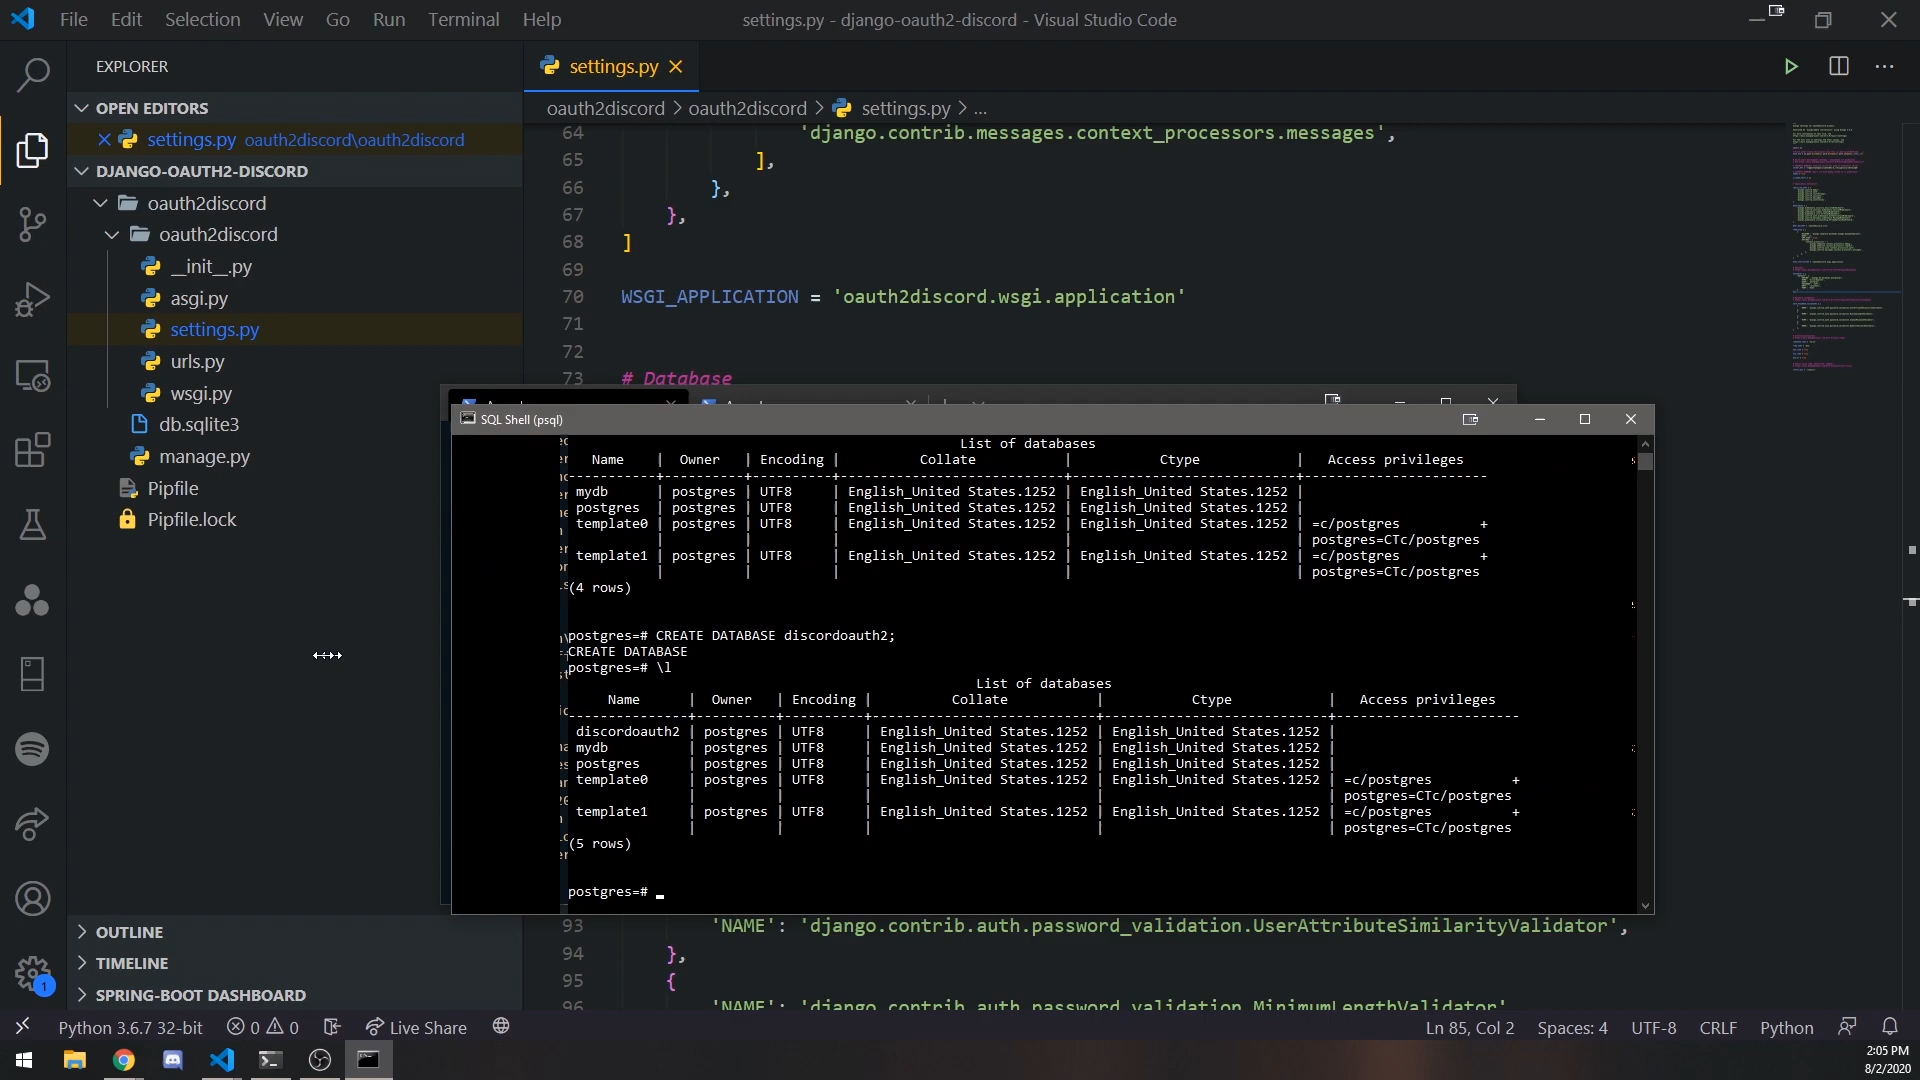 File Edit Selection View Go Run Terminal Help
settings.py - django-oauth2-discord - Visual Studio Code
EXPLORER
OPEN EDITORS
settings.py oauth2discord\oauth2discord
DJANGO-OAUTH2-DISCORD
oauth2discord
oauth2discord
__init__.py
asgi.py
settings.py
urls.py
wsgi.py
db.sqlite3
manage.py
Pipfile
Pipfile.lock
OUTLINE
TIMELINE
SPRING-BOOT DASHBOARD
settings.py
oauth2discord > oauth2discord > settings.py > ...
64 'django.contrib.messages.context_processors.messages',
65 ],
66 },
67 },
68 ]
69
70 WSGI_APPLICATION = 'oauth2discord.wsgi.application'
71
72
73 # Database
SQL Shell (psql)
List of databases
Name | Owner | Encoding | Collate | Ctype | Access privileges
-----------+----------+----------+----------------------------+----------------------------+-----------------------
mydb | postgres | UTF8 | English_United States.1252 | English_United States.1252 |
postgres | postgres | UTF8 | English_United States.1252 | English_United States.1252 |
template0 | postgres | UTF8 | English_United States.1252 | English_United States.1252 | =c/postgres +
| | | | | postgres=CTc/postgres
template1 | postgres | UTF8 | English_United States.1252 | English_United States.1252 | =c/postgres +
| | | | | postgres=CTc/postgres
(4 rows)
postgres=# CREATE DATABASE discordoauth2;
CREATE DATABASE
postgres=# \l
List of databases
Name | Owner | Encoding | Collate | Ctype | Access privileges
---------------+----------+----------+----------------------------+----------------------------+-----------------------
discordoauth2 | postgres | UTF8 | English_United States.1252 | English_United States.1252 |
mydb | postgres | UTF8 | English_United States.1252 | English_United States.1252 |
postgres | postgres | UTF8 | English_United States.1252 | English_United States.1252 |
template0 | postgres | UTF8 | English_United States.1252 | English_United States.1252 | =c/postgres +
| | | | | postgres=CTc/postgres
template1 | postgres | UTF8 | English_United States.1252 | English_United States.1252 | =c/postgres +
| | | | | postgres=CTc/postgres
(5 rows)
postgres=# _
93 'NAME': 'django.contrib.auth.password_validation.UserAttributeSimilarityValidator',
94 },
95 {
96 'NAME': 'django.contrib.auth.password_validation.MinimumLengthValidator'
1
Python 3.6.7 32-bit 0 0 Live Share
Ln 85, Col 2 Spaces: 4 UTF-8 CRLF Python
2:05 PM
8/2/2020